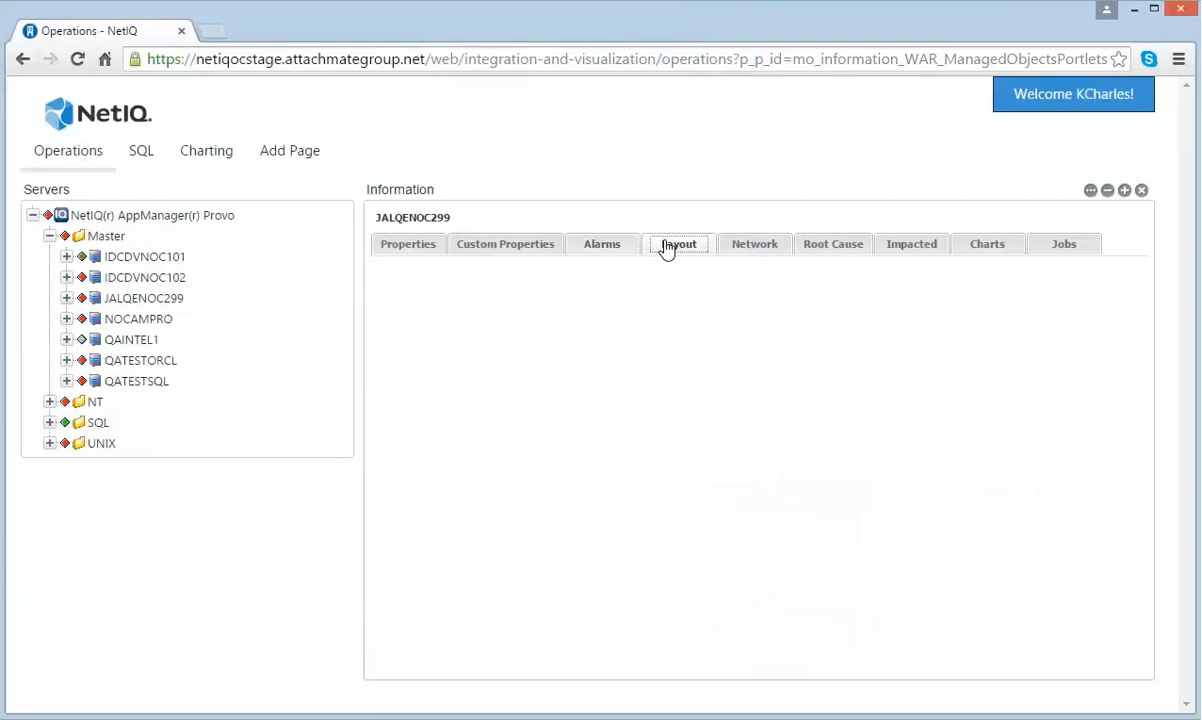 Operations - NetIQ
https://netiqocstage.attachmategroup.net/web/integration-and-visualization/operations?p_p_id=mo_information_WAR_ManagedObjectsPortlets
Welcome KCharles!
NetIQ.
Operations SQL Charting Add Page
Servers
NetIQ(r) AppManager(r) Provo
Master
IDCDVNOC101
IDCDVNOC102
JALQENOC299
NOCAMPRO
QAINTEL1
QATESTORCL
QATESTSQL
NT
SQL
UNIX
Information
JALQENOC299
Properties Custom Properties Alarms Layout Network Root Cause Impacted Charts Jobs